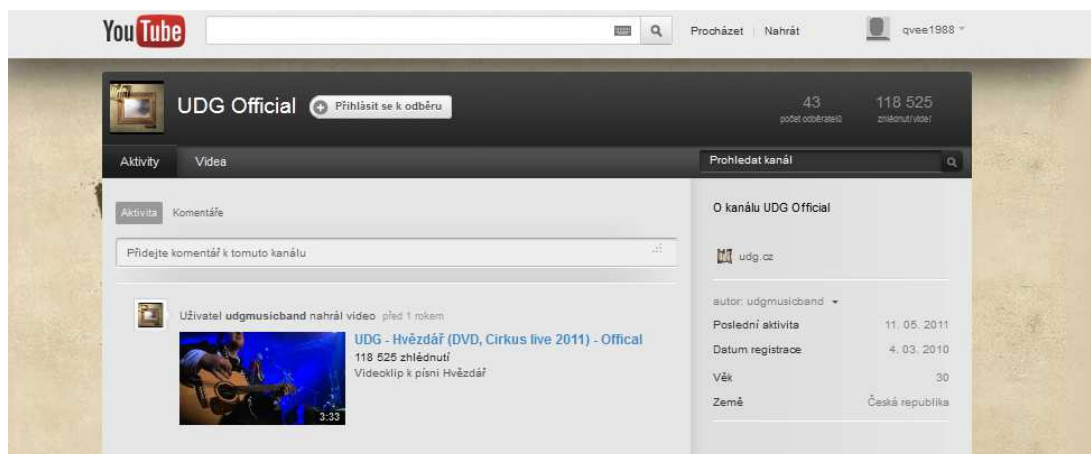 YouTube
Procházet Nahrát qvee1988
UDG Official Přihlásit se k odběru
43 118 525
počet odběratelů zhlédnutí videí
Aktivity Videa Prohledat kanál
Aktivita Komentáře
Přidejte komentář k tomuto kanálu
Uživatel udgmusicband nahrál video před 1 rokem
UDG - Hvězdář (DVD, Cirkus live 2011) - Offical
118 525 zhlédnutí
Videoklip k písni Hvězdář
3:33
O kanálu UDG Official
udg.cz
autor: udgmusicband
Poslední aktivita 11. 05. 2011
Datum registrace 4. 03. 2010
Věk 30
Země Česká republika